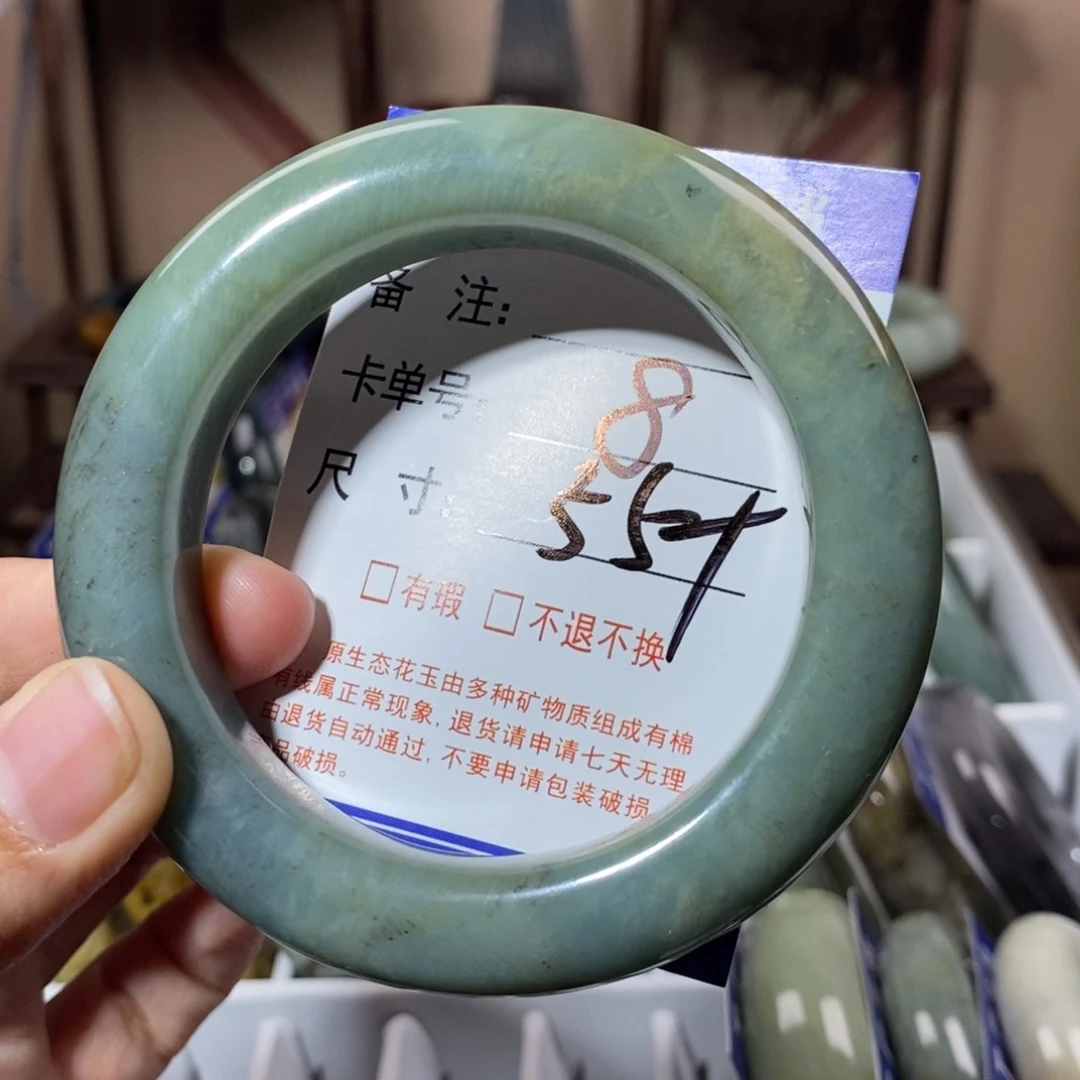 备 注:
卡单号: 8
尺 寸: 554
□有瑕 □不退不换
原生态花玉由多种矿物质组成有棉
有线属正常现象, 退货请申请七天无理
由退货自动通过, 不要申请包装破损
品破损。